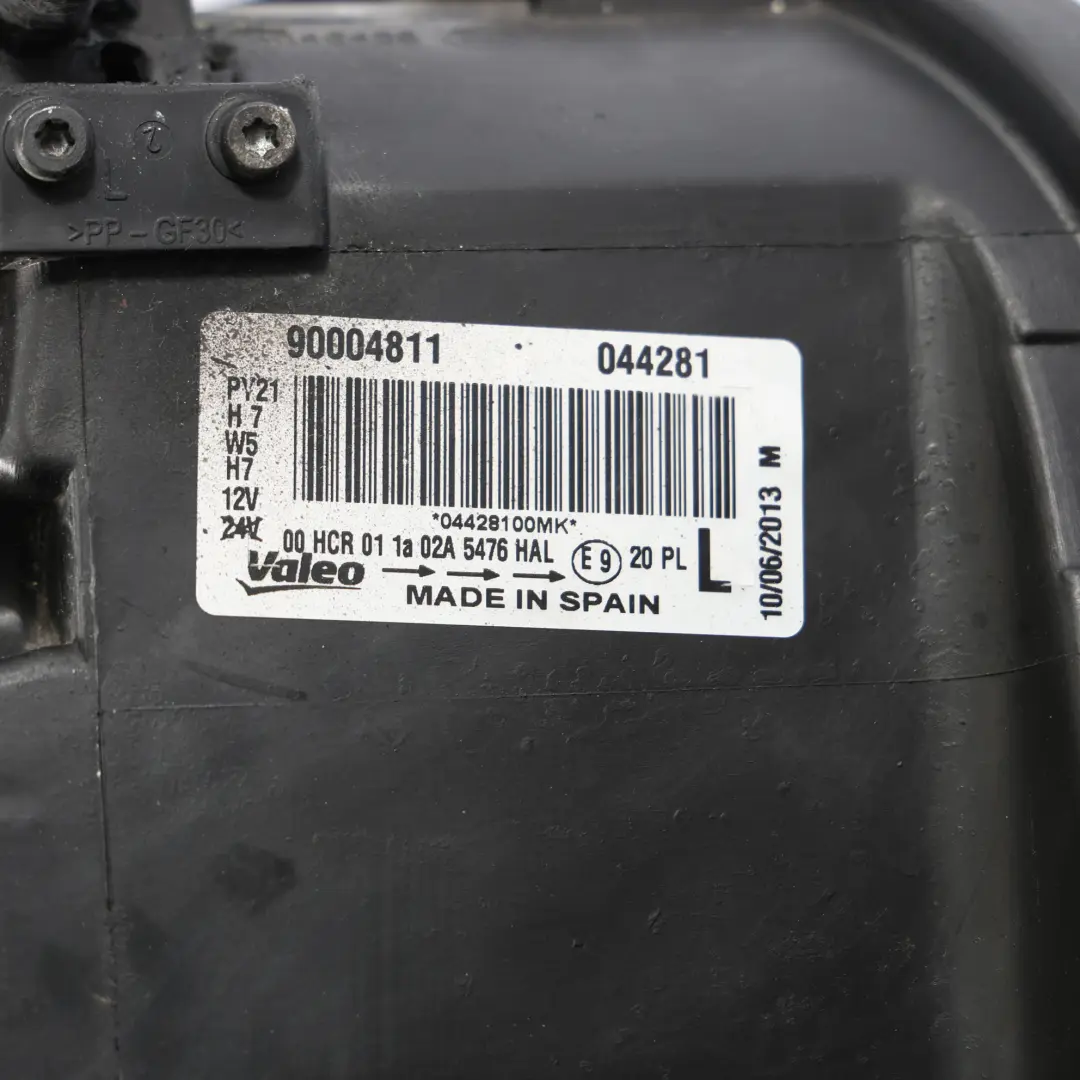 2
L
>PP-GF30<
90004811 044281
PY21
H7
W5
H7
12V
24V
*04428100MK*
00 HCR 01 1a 02A 5476 HAL E9 20 PL L
Valeo
MADE IN SPAIN
10/06/2013 M